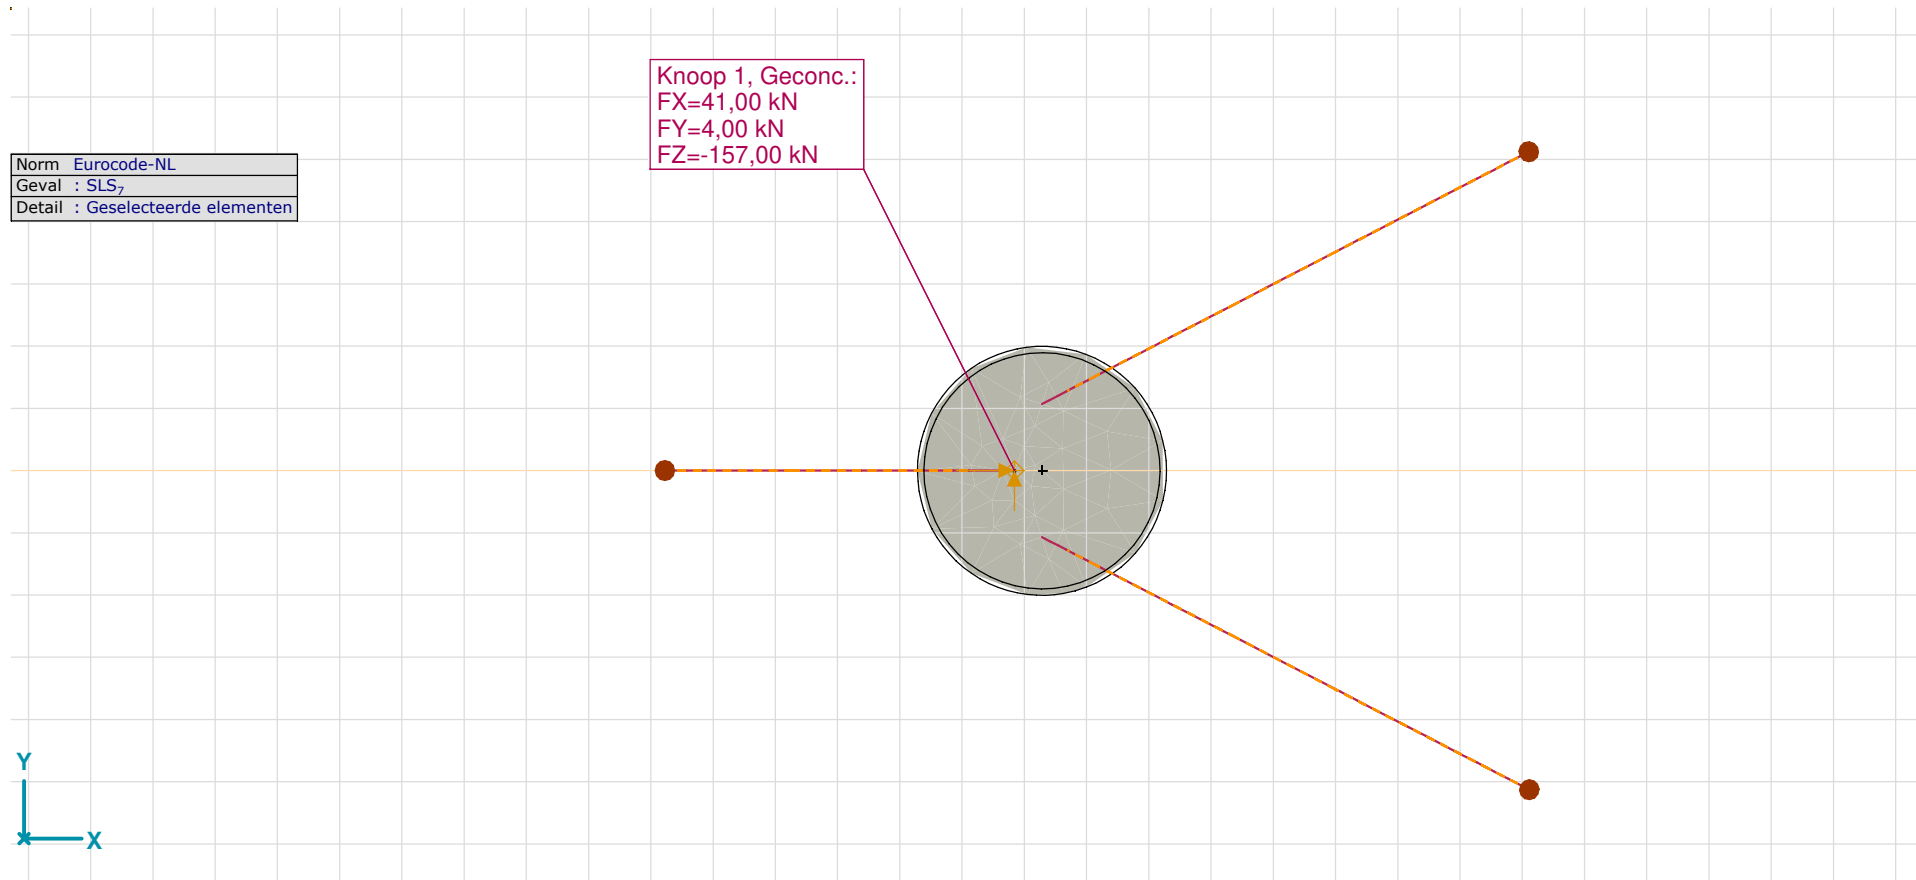 Knoop 1, Geconc.:
FX=41,00 kN
FY=4,00 kN
FZ=-157,00 kN
Norm Eurocode-NL
Geval : SLS₇
Detail : Geselecteerde elementen
Y
X